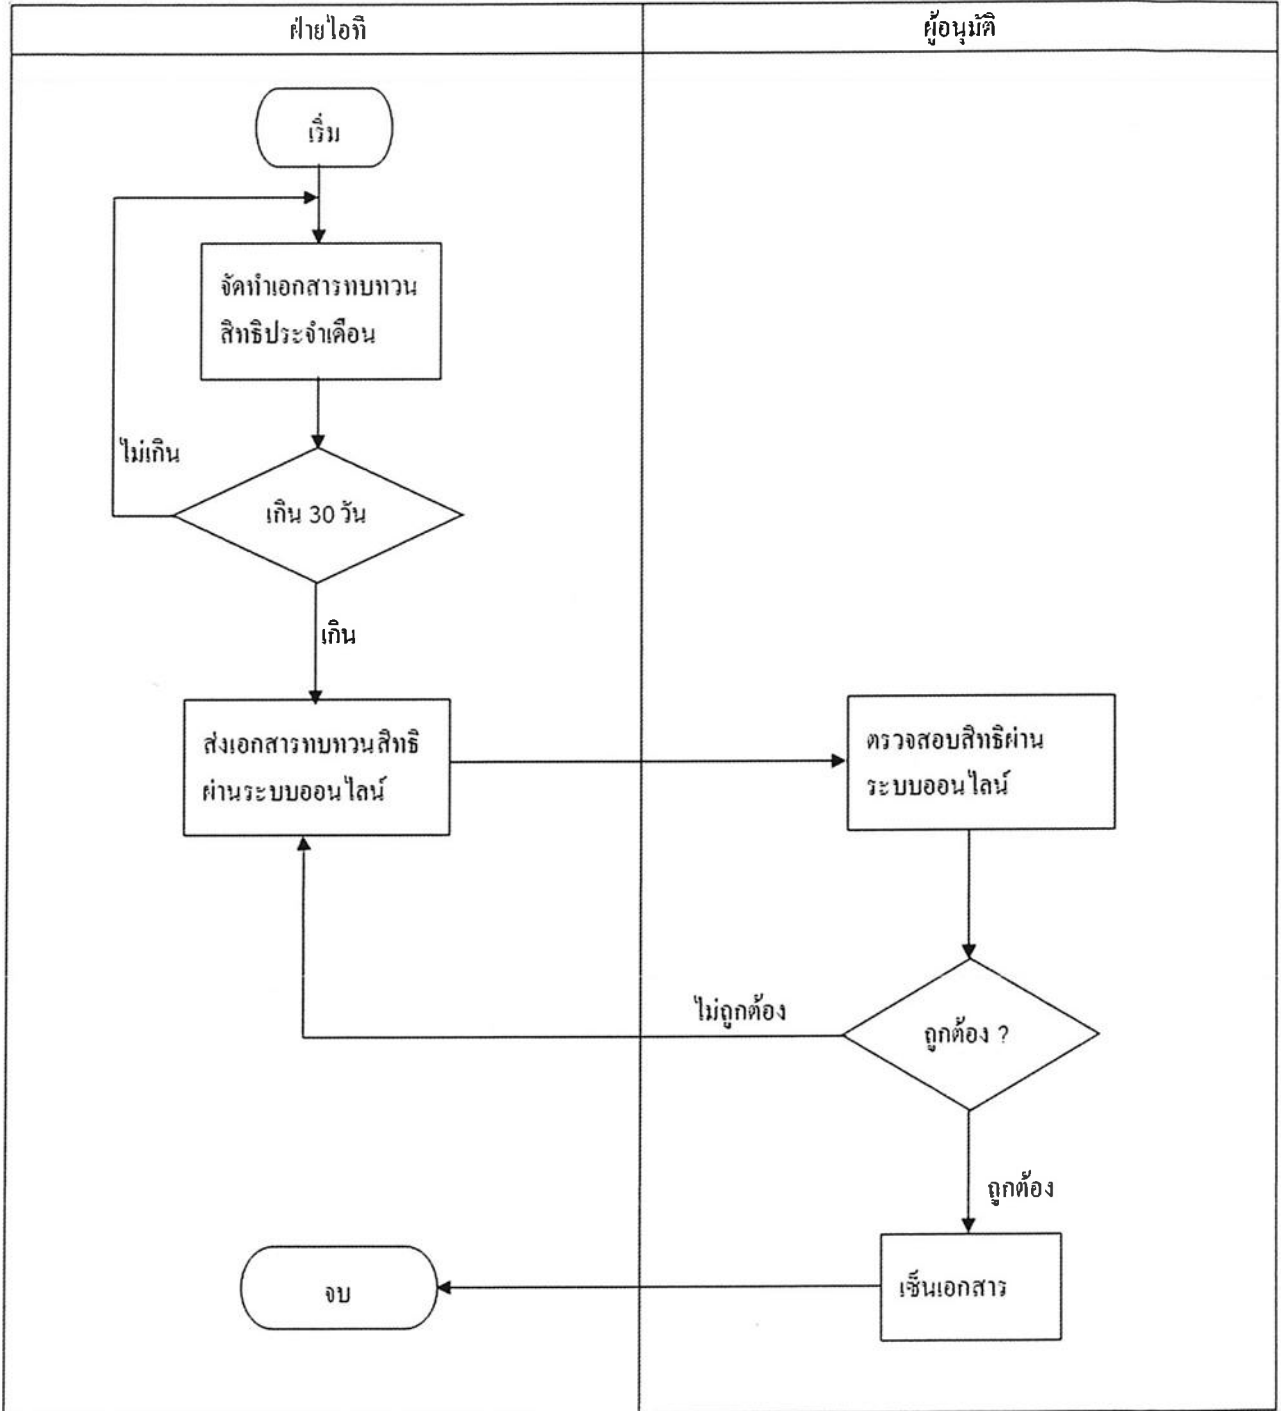 ฝ่ายไอที
ผู้อนุมัติ
เริ่ม
จัดทำเอกสารทบทวน
สิทธิประจำเดือน
ไม่เกิน
เกิน 30 วัน
เกิน
ส่งเอกสารทบทวนสิทธิ
ผ่านระบบออนไลน์
ตรวจสอบสิทธิผ่าน
ระบบออนไลน์
ไม่ถูกต้อง
ถูกต้อง ?
ถูกต้อง
เซ็นเอกสาร
จบ